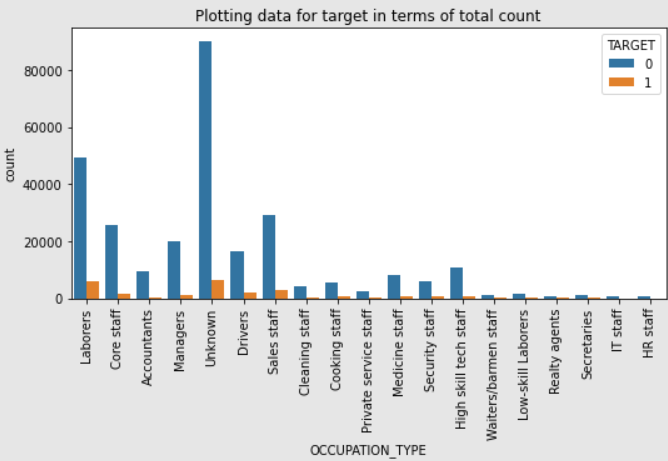 Plotting data for target in terms of total count
TARGET
0
1
count
80000
60000
40000
20000
0
Laborers
Core staff
Accountants
Managers
Unknown
Drivers
Sales staff
Cleaning staff
Cooking staff
Private service staff
Medicine staff
Security staff
High skill tech staff
Waiters/barmen staff
Low-skill Laborers
Realty agents
Secretaries
IT staff
HR staff
OCCUPATION_TYPE